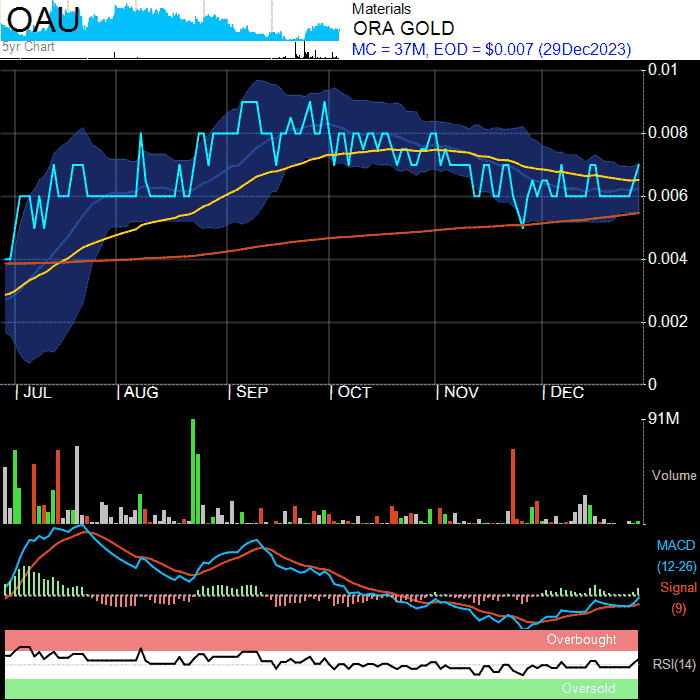 OAU
5yr Chart
Materials
ORA GOLD
MC = 37M, EOD = $0.007 (29Dec2023)
0.01
0.008
0.006
0.004
0.002
0
JUL AUG SEP OCT NOV DEC
91M
Volume
MACD
(12-26)
Signal
(9)
Overbought
RSI(14)
Oversold